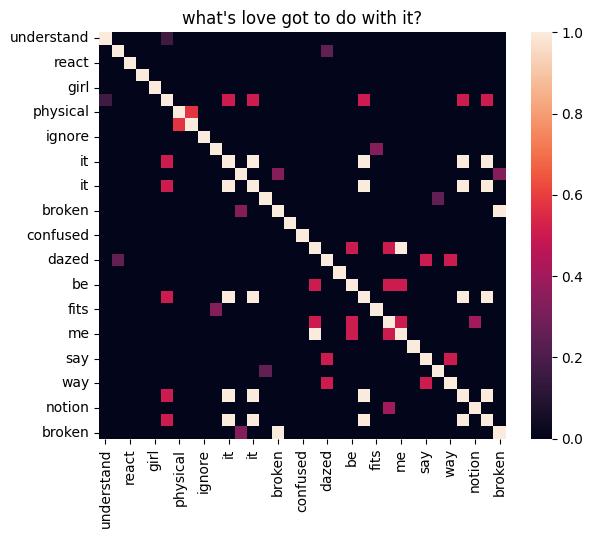 what's love got to do with it?
understand
react
girl
physical
ignore
it
it
broken
confused
dazed
be
fits
me
say
way
notion
broken
1.0
0.8
0.6
0.4
0.2
0.0
understand
react
girl
physical
ignore
it
it
broken
confused
dazed
be
fits
me
say
way
notion
broken